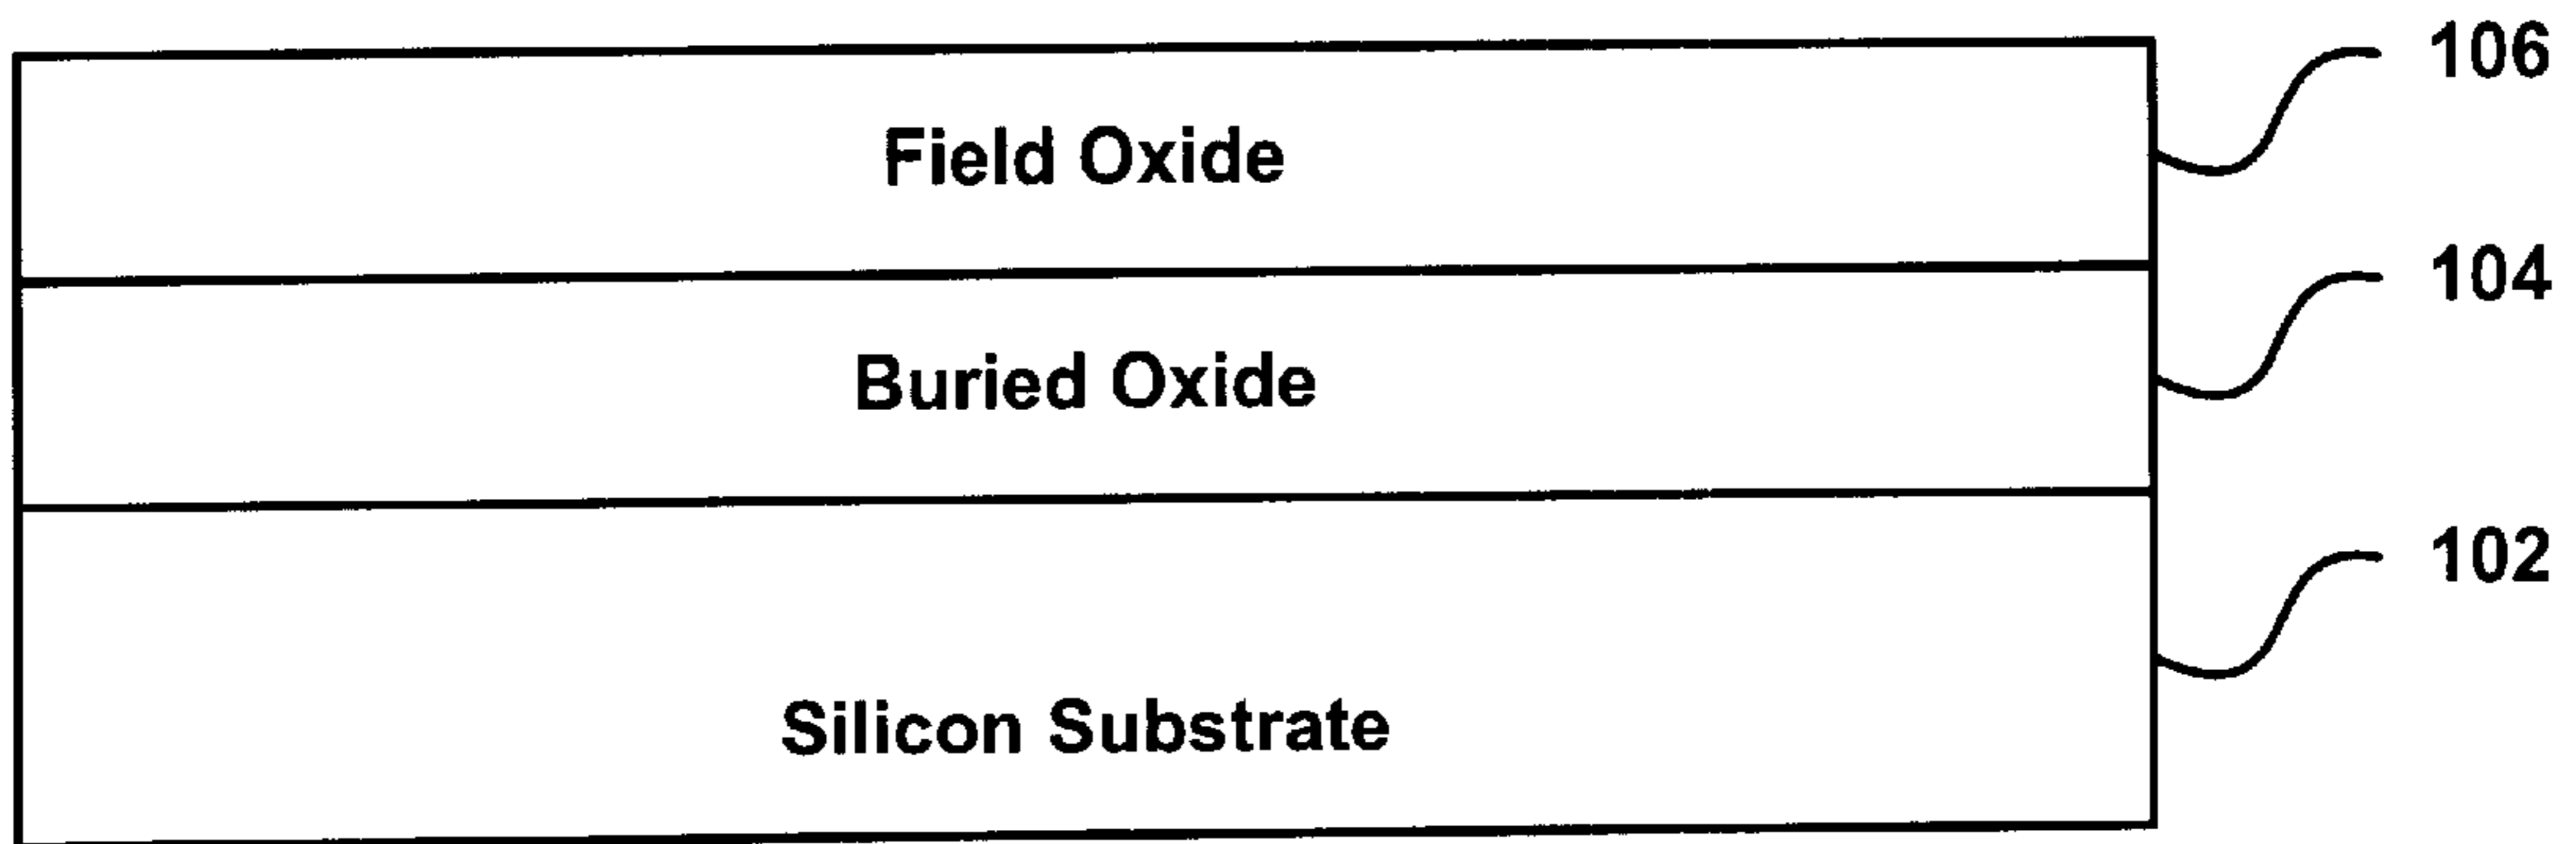 106
Field Oxide
104
Buried Oxide
102
Silicon Substrate